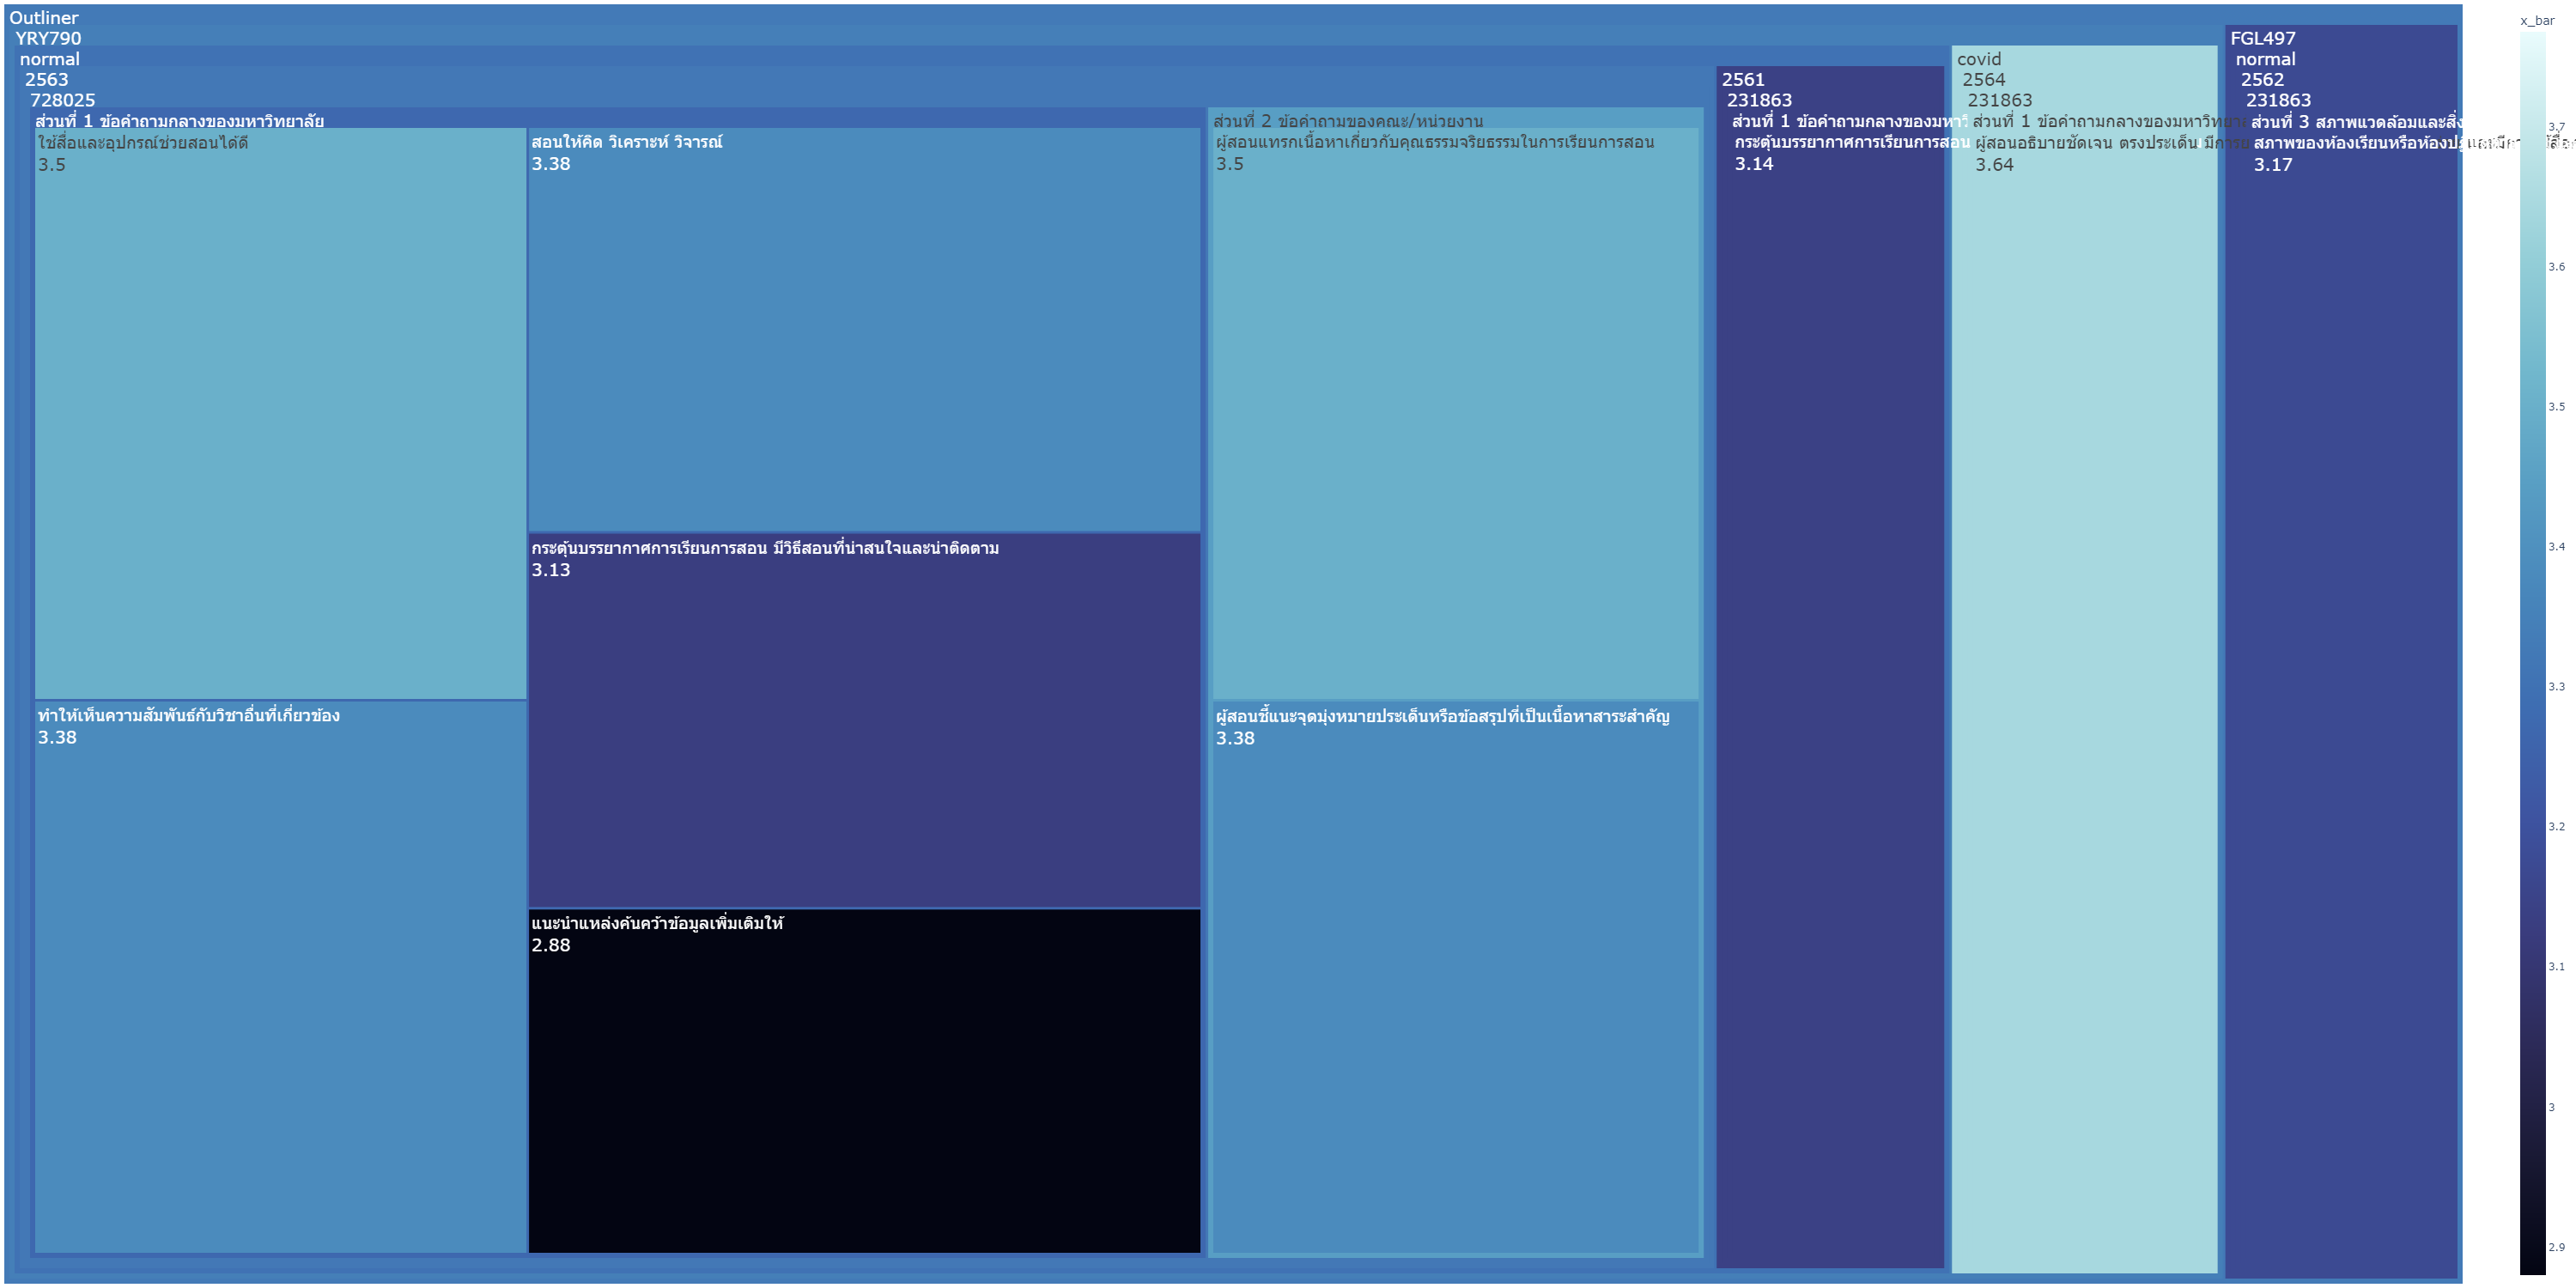 Outliner
YRY790
normal
2563
728025
ส่วนที่ 1 ข้อคำถามกลางของมหาวิทยาลัย
ใช้สื่อและอุปกรณ์ช่วยสอนได้ดี
3.5
ทำให้เห็นความสัมพันธ์กับวิชาอื่นที่เกี่ยวข้อง
3.38
สอนให้คิด วิเคราะห์ วิจารณ์
3.38
กระตุ้นบรรยากาศการเรียนการสอน มีวิธีสอนที่น่าสนใจและน่าติดตาม
3.13
แนะนำแหล่งค้นคว้าข้อมูลเพิ่มเติมให้
2.88
ส่วนที่ 2 ข้อคำถามของคณะ/หน่วยงาน
ผู้สอนแทรกเนื้อหาเกี่ยวกับคุณธรรมจริยธรรมในการเรียนการสอน
3.5
ผู้สอนชี้แนะจุดมุ่งหมายประเด็นหรือข้อสรุปที่เป็นเนื้อหาสาระสำคัญ
3.38
2561
231863
ส่วนที่ 1 ข้อคำถามกลางของ
กระตุ้นบรรยากาศการเรียนการสอน
3.14
covid
2564
231863
ส่วนที่ 1 ข้อคำถามกลางของ
ผู้สอนอธิบายชัดเจน ตรงประเด็น มีการ
3.64
FGL497
normal
2562
231863
ส่วนที่ 3 สภาพแวดล้อมและ
สภาพของห้องเรียนหรือ
3.17
x_bar
3.7
3.6
3.5
3.4
3.3
3.2
3.1
3
2.9